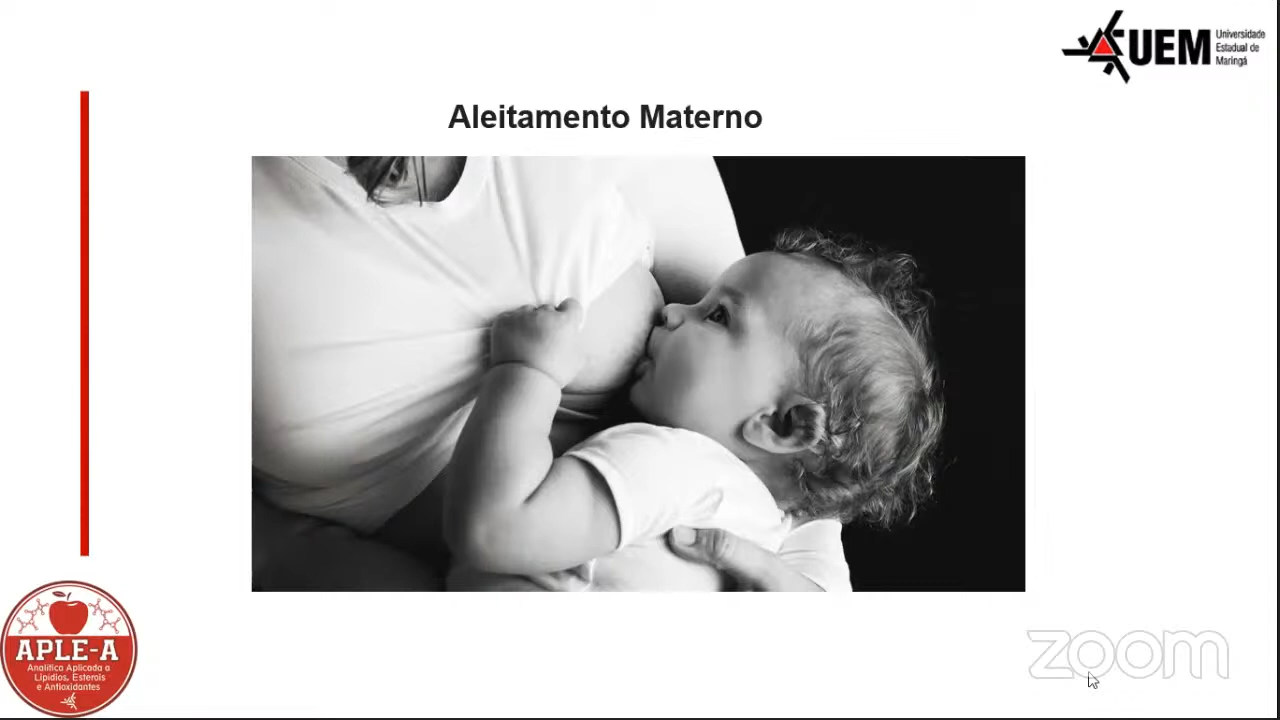 UEM
Universidade
Estadual de
Maringá
Aleitamento Materno
APLE-A
Analítica Aplicada a
Lipídios, Esterois
e Antioxidantes
zoom